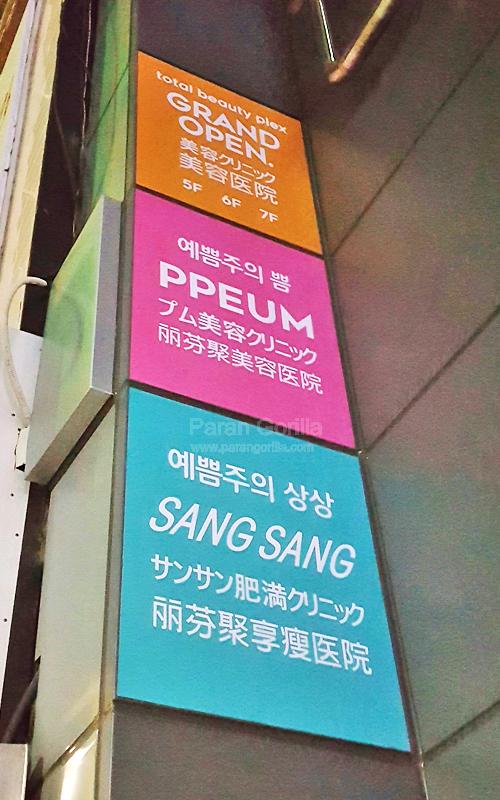 total beauty plex
GRAND
OPEN.
美容クリニック
美容医院
5F 6F 7F
예쁨주의 쁨
PPEUM
プム美容クリニック
丽芬聚美容医院
Paran Gorilla
www.parangorilla.com
예쁨주의 상상
SANG SANG
サンサン肥満クリニック
丽芬聚享瘦医院